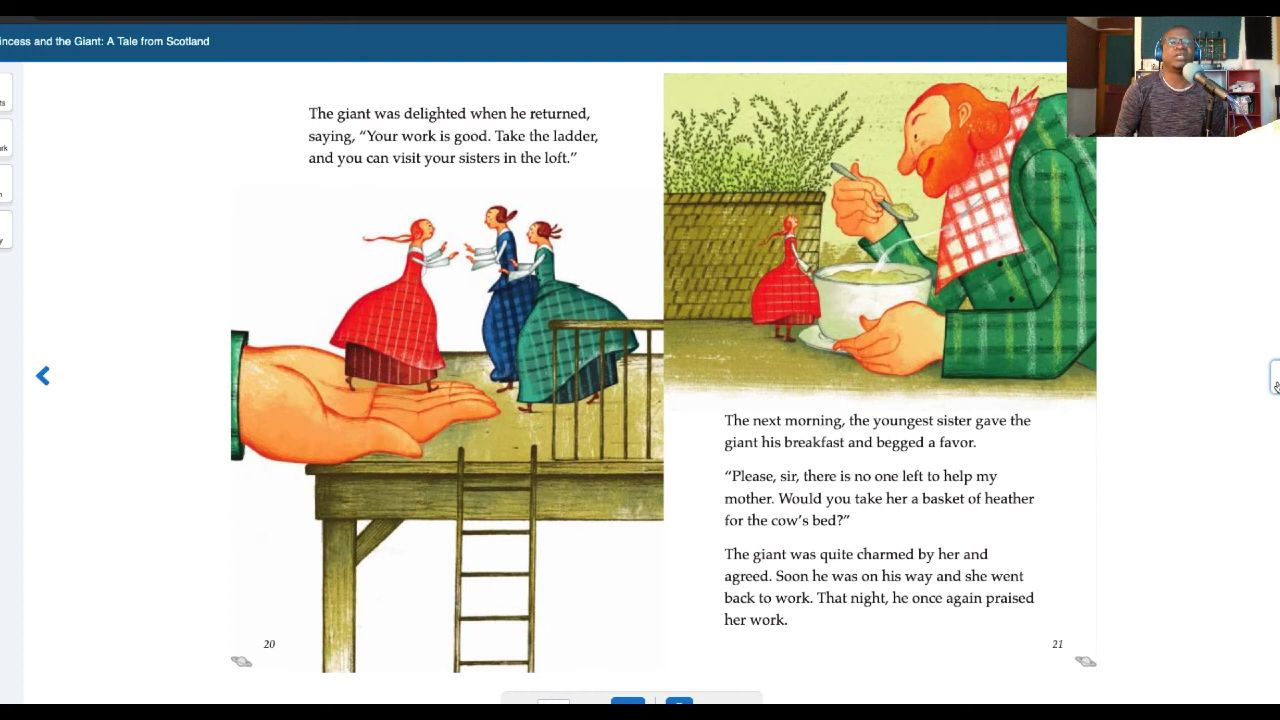 incess and the Giant: A Tale from Scotland
ts
rk
n
y
The giant was delighted when he returned,
saying, “Your work is good. Take the ladder,
and you can visit your sisters in the loft.”
20
The next morning, the youngest sister gave the
giant his breakfast and begged a favor.
“Please, sir, there is no one left to help my
mother. Would you take her a basket of heather
for the cow’s bed?”
The giant was quite charmed by her and
agreed. Soon he was on his way and she went
back to work. That night, he once again praised
her work.
21